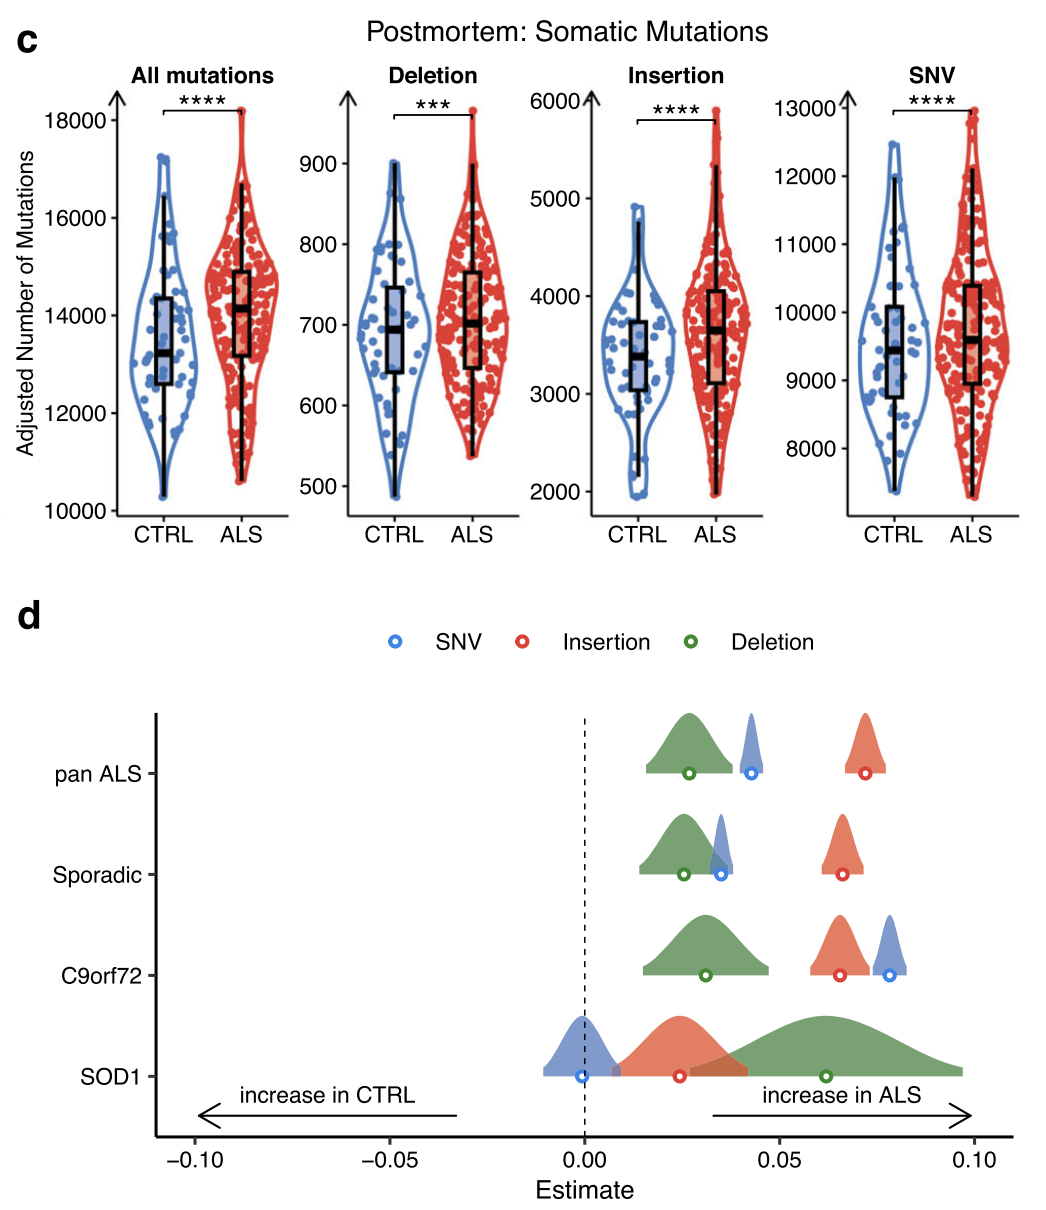 c
Postmortem: Somatic Mutations
All mutations
Deletion
Insertion
SNV
Adjusted Number of Mutations
****
18000
16000
14000
12000
10000
CTRL ALS
***
900
800
700
600
500
CTRL ALS
****
6000
5000
4000
3000
2000
CTRL ALS
****
13000
12000
11000
10000
9000
8000
CTRL ALS
d
SNV Insertion Deletion
pan ALS
Sporadic
C9orf72
SOD1
increase in CTRL
increase in ALS
−0.10 −0.05 0.00 0.05 0.10
Estimate